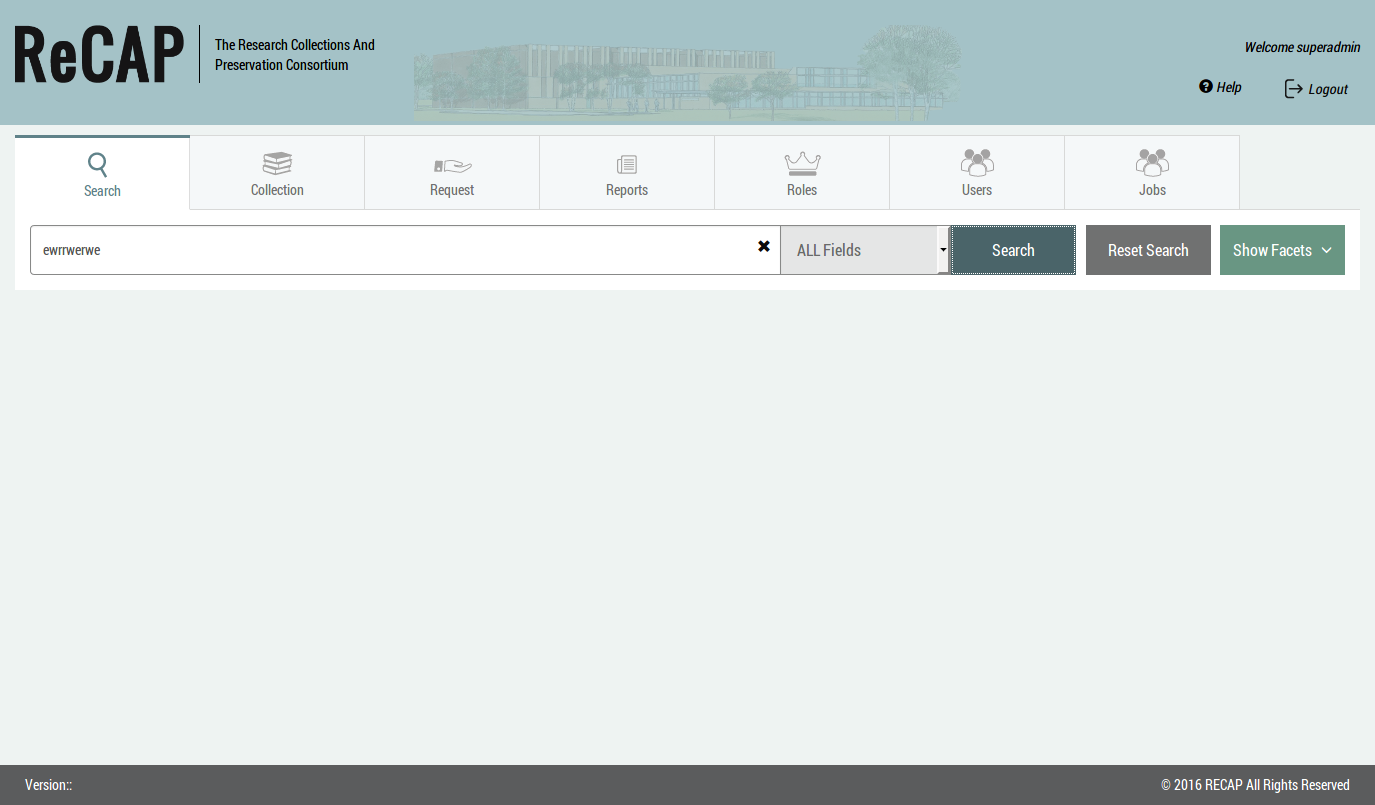 ReCAP
The Research Collections And
Preservation Consortium
Welcome superadmin
Help
Logout
Search
Collection
Request
Reports
Roles
Users
Jobs
ewrrwerwe
ALL Fields
Search
Reset Search
Show Facets
Version::
© 2016 RECAP All Rights Reserved